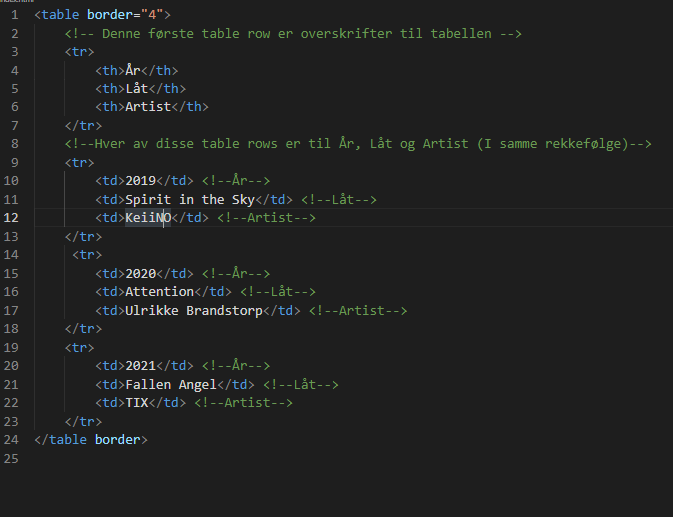 1 <table border="4">
2 <!-- Denne første table row er overskrifter til tabellen -->
3 <tr>
4 <th>År</th>
5 <th>Låt</th>
6 <th>Artist</th>
7 </tr>
8 <!--Hver av disse table rows er til År, Låt og Artist (I samme rekkefølge)-->
9 <tr>
10 <td>2019</td> <!--År-->
11 <td>Spirit in the Sky</td> <!--Låt-->
12 <td>KeiiNO</td> <!--Artist-->
13 </tr>
14 <tr>
15 <td>2020</td> <!--År-->
16 <td>Attention</td> <!--Låt-->
17 <td>Ulrikke Brandstorp</td> <!--Artist-->
18 </tr>
19 <tr>
20 <td>2021</td> <!--År-->
21 <td>Fallen Angel</td> <!--Låt-->
22 <td>TIX</td> <!--Artist-->
23 </tr>
24 </table border>
25